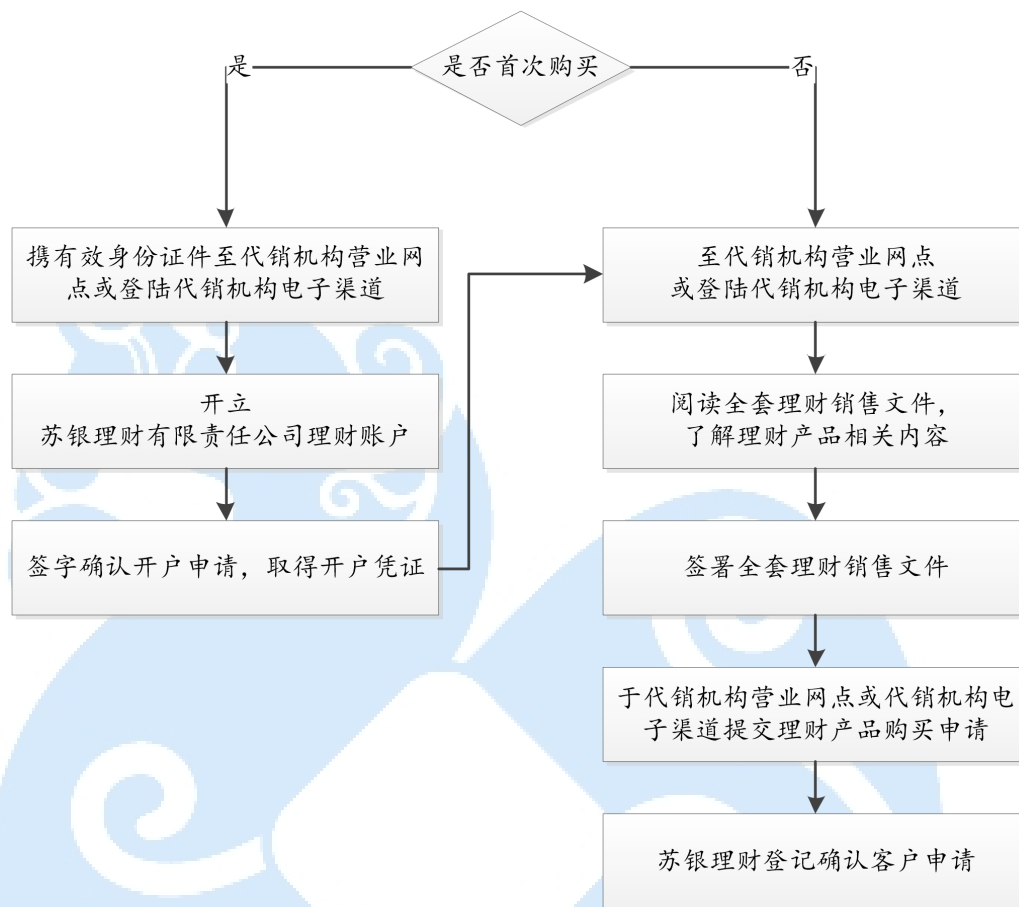 是否首次购买
是
否
携有效身份证件至代销机构营业网
点或登陆代销机构电子渠道
开立
苏银理财有限责任公司理财账户
签字确认开户申请，取得开户凭证
至代销机构营业网点
或登陆代销机构电子渠道
阅读全套理财销售文件，
了解理财产品相关内容
签署全套理财销售文件
于代销机构营业网点或代销机构电
子渠道提交理财产品购买申请
苏银理财登记确认客户申请